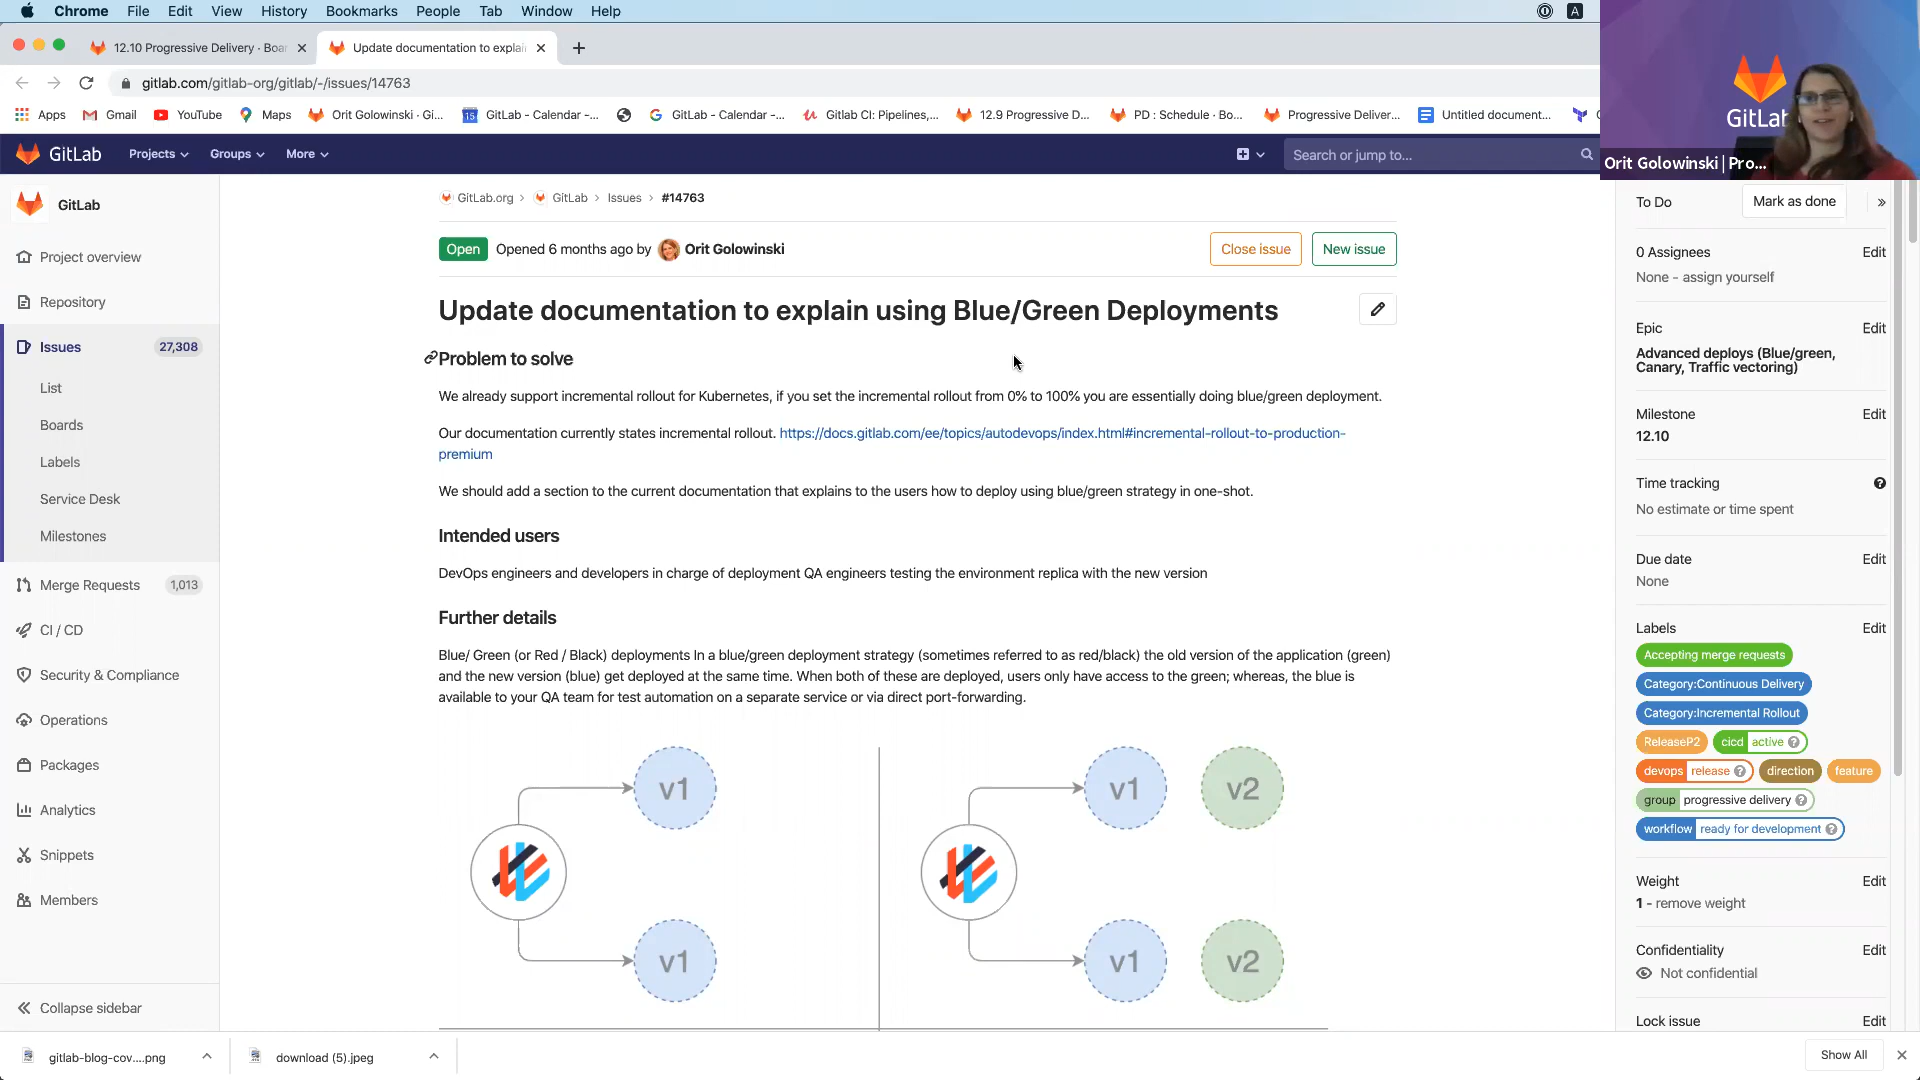 Chrome File Edit View History Bookmarks People Tab Window Help
12.10 Progressive Delivery · Boar
Update documentation to explai
gitlab.com/gitlab-org/gitlab/-/issues/14763
Apps Gmail YouTube Maps Orit Golowinski · Gi... GitLab - Calendar -... GitLab - Calendar -... Gitlab CI: Pipelines,... 12.9 Progressive D... PD : Schedule · Bo... Progressive Deliver... Untitled document...
GitLab
Orit Golowinski | Pro...
GitLab Projects Groups More Search or jump to...
GitLab
Project overview
Repository
Issues 27,308
List
Boards
Labels
Service Desk
Milestones
Merge Requests 1,013
CI / CD
Security & Compliance
Operations
Packages
Analytics
Snippets
Members
Collapse sidebar
GitLab.org > GitLab > Issues > #14763
Open Opened 6 months ago by Orit Golowinski Close issue New issue
Update documentation to explain using Blue/Green Deployments
Problem to solve
We already support incremental rollout for Kubernetes, if you set the incremental rollout from 0% to 100% you are essentially doing blue/green deployment.
Our documentation currently states incremental rollout. https://docs.gitlab.com/ee/topics/autodevops/index.html#incremental-rollout-to-production-
premium
We should add a section to the current documentation that explains to the users how to deploy using blue/green strategy in one-shot.
Intended users
DevOps engineers and developers in charge of deployment QA engineers testing the environment replica with the new version
Further details
Blue/ Green (or Red / Black) deployments In a blue/green deployment strategy (sometimes referred to as red/black) the old version of the application (green)
and the new version (blue) get deployed at the same time. When both of these are deployed, users only have access to the green; whereas, the blue is
available to your QA team for test automation on a separate service or via direct port-forwarding.
v1 v1 v2
v1 v1 v2
To Do Mark as done
0 Assignees Edit
None - assign yourself
Epic Edit
Advanced deploys (Blue/green,
Canary, Traffic vectoring)
Milestone Edit
12.10
Time tracking
No estimate or time spent
Due date Edit
None
Labels Edit
Accepting merge requests
Category:Continuous Delivery
Category:Incremental Rollout
ReleaseP2 cicd active
devops release direction feature
group progressive delivery
workflow ready for development
Weight Edit
1 - remove weight
Confidentiality Edit
Not confidential
Lock issue Edit
gitlab-blog-cov....png download (5).jpeg Show All